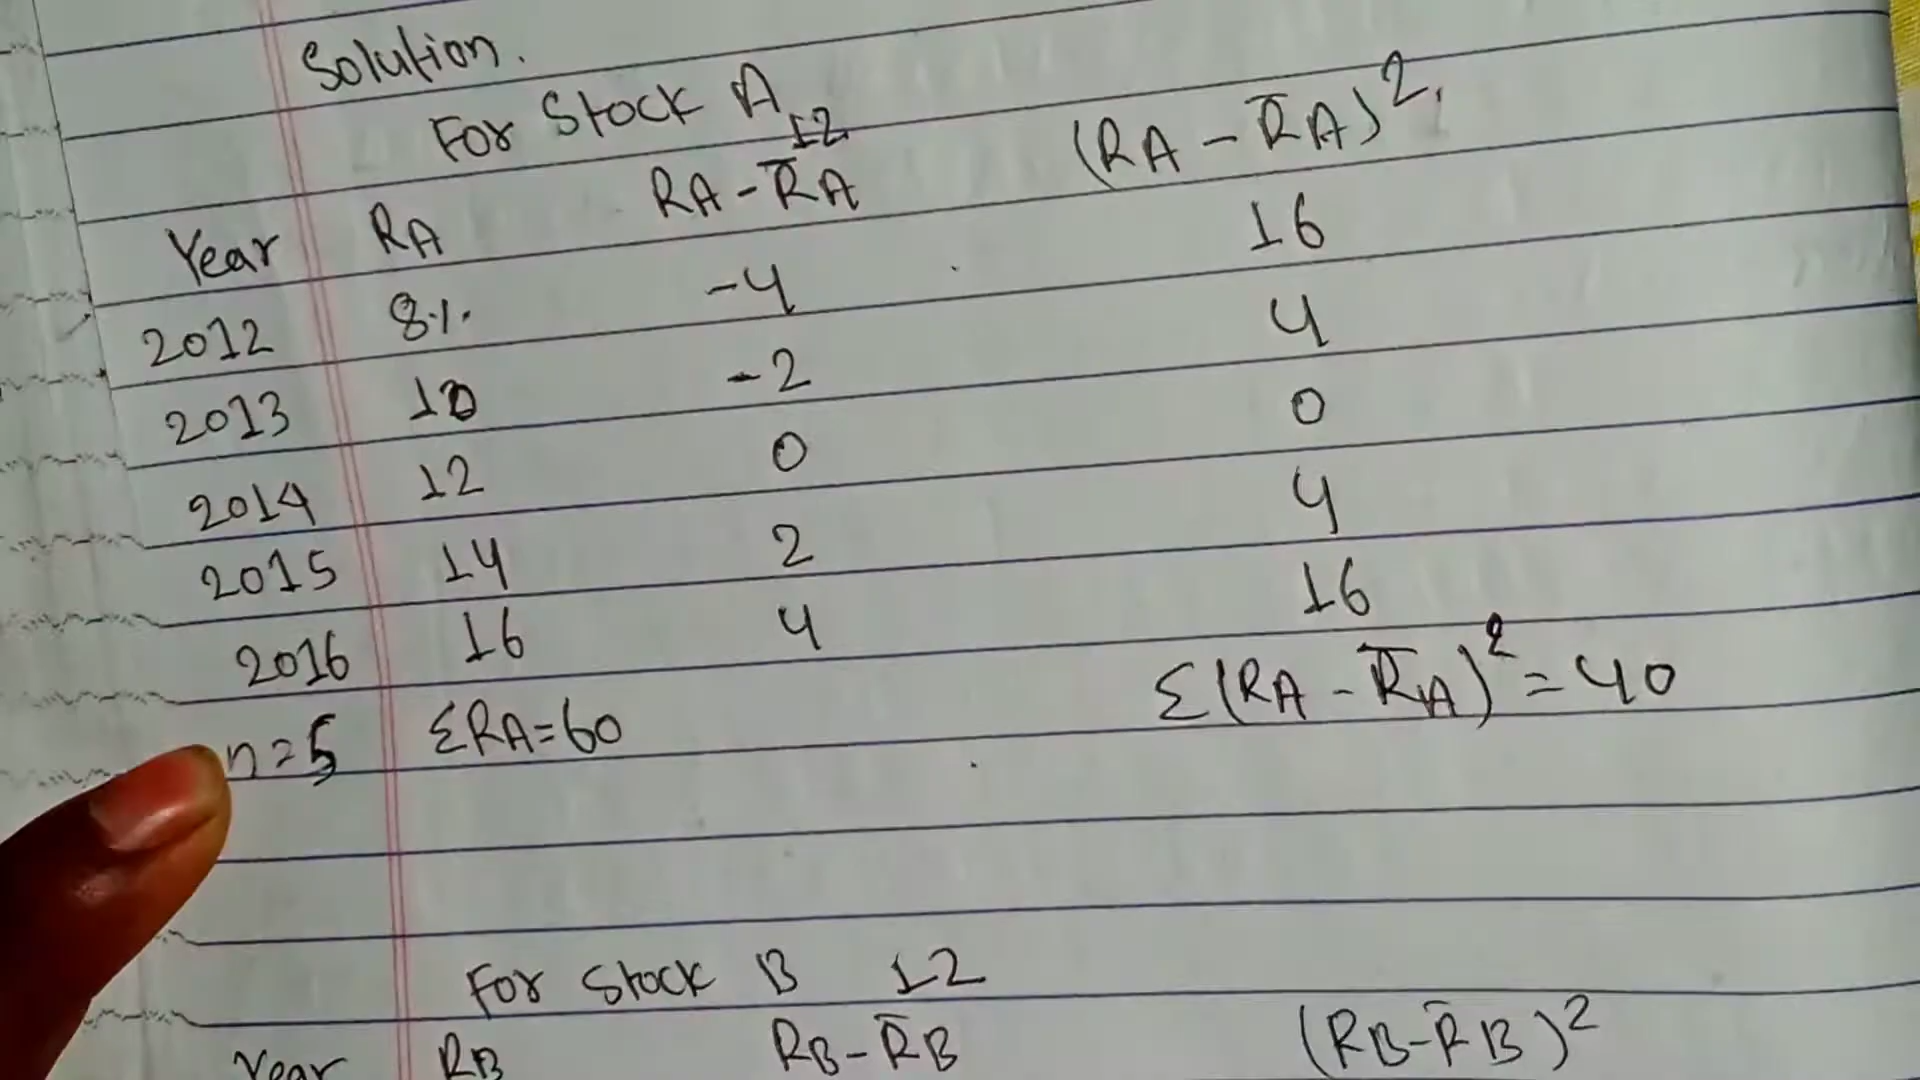 Solution.
For Stock A
12
Year RA RA - R̄A (RA - R̄A)²
2012 8% -4 16
2013 10 -2 4
2014 12 0 0
2015 14 2 4
2016 16 4 16
n=5 ΣRA=60 Σ(RA - R̄A)² = 40
For Stock B 12
Year RB RB - R̄B (RB - R̄B)²